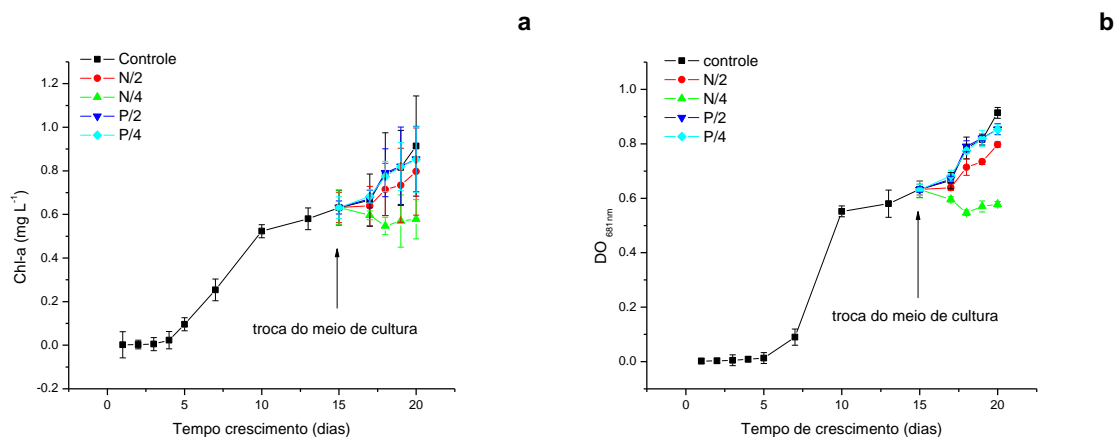 a
Controle
N/2
N/4
P/2
P/4
1.2
1.0
0.8
0.6
0.4
0.2
0.0
-0.2
Chl-a (mg L⁻¹)
troca do meio de cultura
0
5
10
15
20
Tempo crescimento (dias)
b
controle
N/2
N/4
P/2
P/4
1.0
0.8
0.6
0.4
0.2
0.0
DO 681 nm
troca do meio de cultura
0
5
10
15
20
Tempo de crescimento (dias)